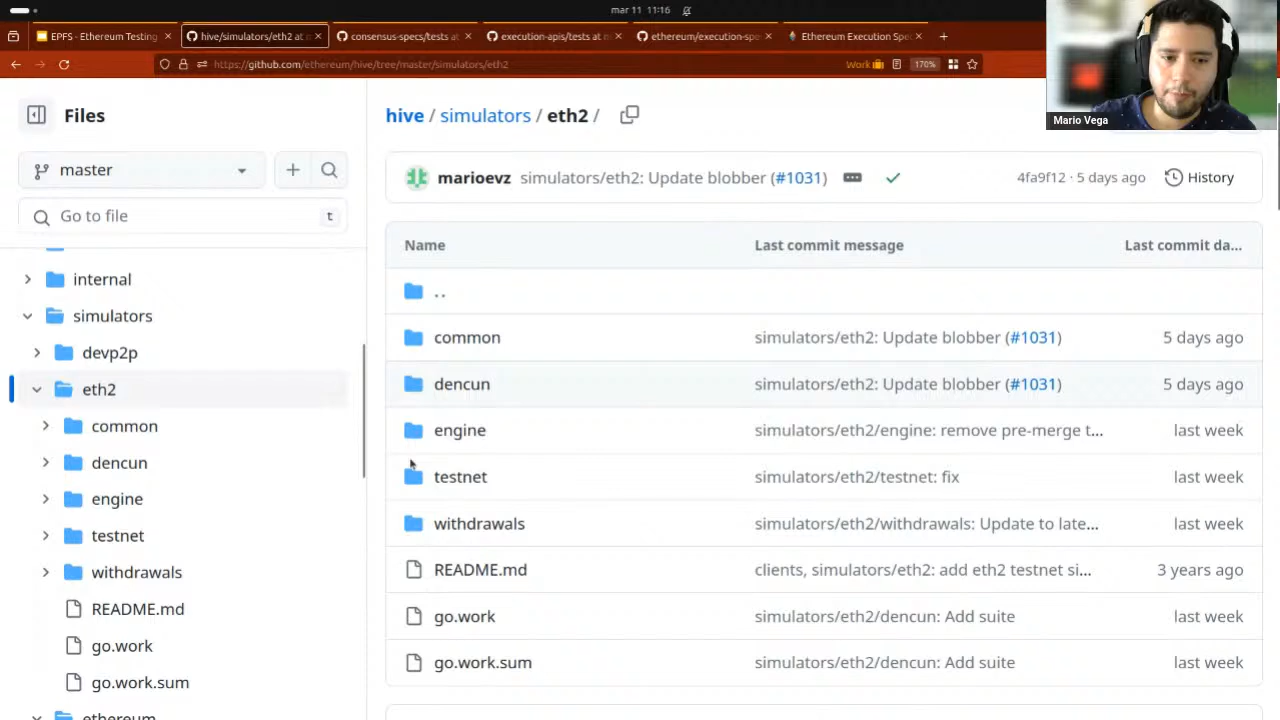 mar 11 11:16
EPFS - Ethereum Testing
hive/simulators/eth2 at
consensus-specs/tests at
execution-apis/tests at
ethereum/execution-spe
Ethereum Execution Spec
https://github.com/ethereum/hive/tree/master/simulators/eth2
Work
170%
Mario Vega
Files
master
Go to file
t
internal
simulators
devp2p
eth2
common
dencun
engine
testnet
withdrawals
README.md
go.work
go.work.sum
ethereum
hive / simulators / eth2 /
marioevz simulators/eth2: Update blobber (#1031) 4fa9f12 · 5 days ago History
Name Last commit message Last commit da...
..
common simulators/eth2: Update blobber (#1031) 5 days ago
dencun simulators/eth2: Update blobber (#1031) 5 days ago
engine simulators/eth2/engine: remove pre-merge t... last week
testnet simulators/eth2/testnet: fix last week
withdrawals simulators/eth2/withdrawals: Update to late... last week
README.md clients, simulators/eth2: add eth2 testnet si... 3 years ago
go.work simulators/eth2/dencun: Add suite last week
go.work.sum simulators/eth2/dencun: Add suite last week